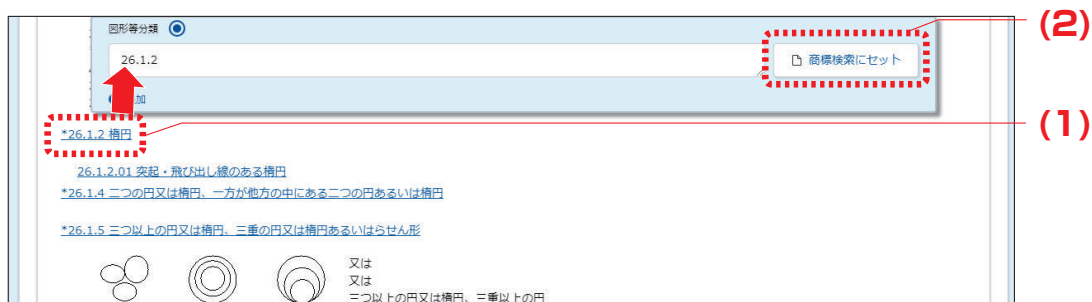 図形等分類
(2)
26.1.2
商標検索にセット
加
*26.1.2 楕円
(1)
26.1.2.01 突起・飛び出し線のある楕円
*26.1.4 二つの円又は楕円、一方が他方の中にある二つの円あるいは楕円
*26.1.5 三つ以上の円又は楕円、三重の円又は楕円あるいはらせん形
又は
又は
三つ以上の円又は楕円、三重以上の円